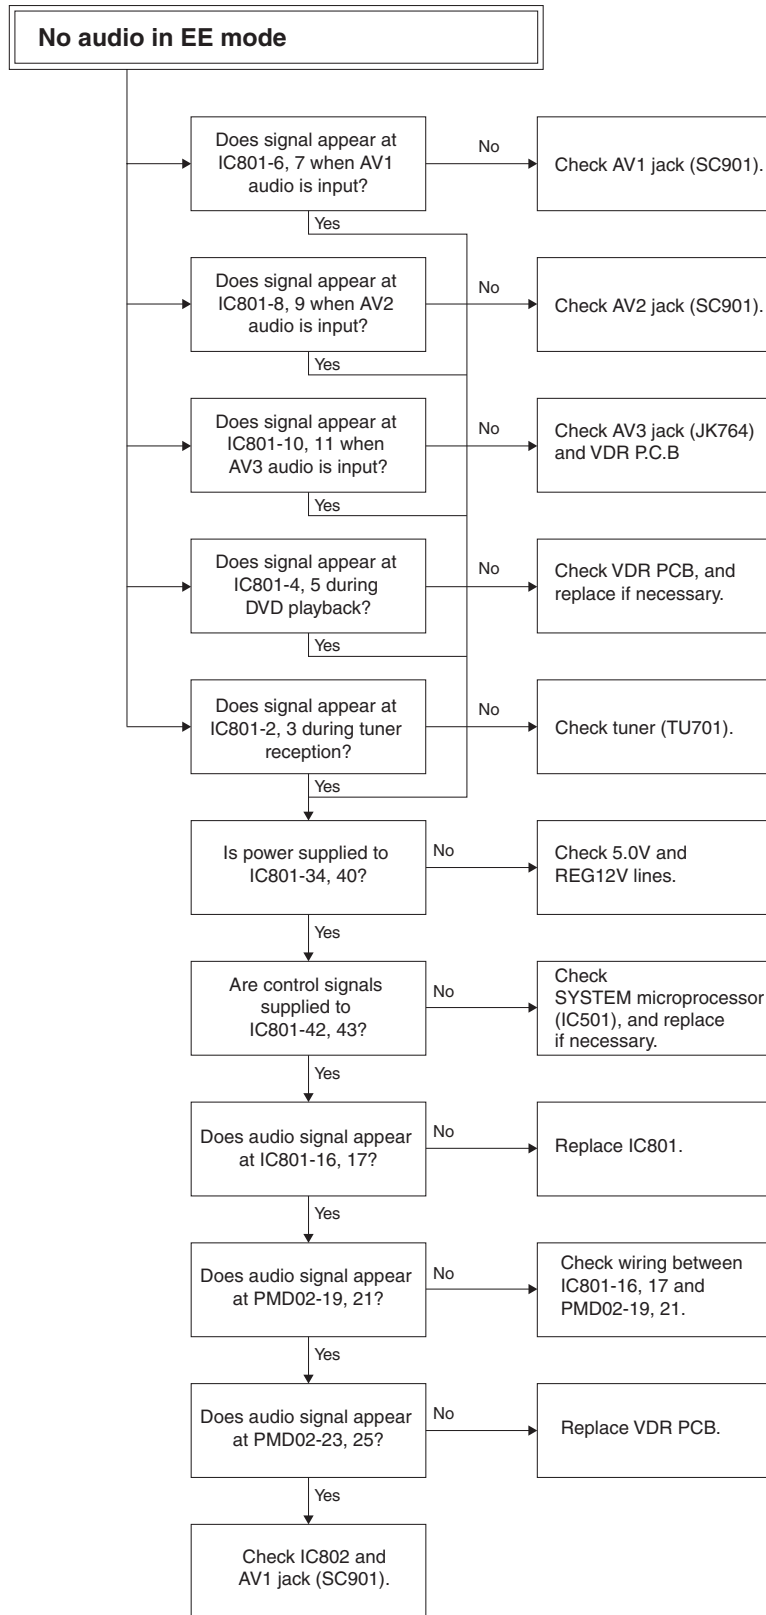 No audio in EE mode
Does signal appear at
IC801-6, 7 when AV1
audio is input?
No
Check AV1 jack (SC901).
Yes
Does signal appear at
IC801-8, 9 when AV2
audio is input?
No
Check AV2 jack (SC901).
Yes
Does signal appear at
IC801-10, 11 when
AV3 audio is input?
No
Check AV3 jack (JK764)
and VDR P.C.B
Yes
Does signal appear at
IC801-4, 5 during
DVD playback?
No
Check VDR PCB, and
replace if necessary.
Yes
Does signal appear at
IC801-2, 3 during tuner
reception?
No
Check tuner (TU701).
Yes
Is power supplied to
IC801-34, 40?
No
Check 5.0V and
REG12V lines.
Yes
Are control signals
supplied to
IC801-42, 43?
No
Check
SYSTEM microprocessor
(IC501), and replace
if necessary.
Yes
Does audio signal appear
at IC801-16, 17?
No
Replace IC801.
Yes
Does audio signal appear
at PMD02-19, 21?
No
Check wiring between
IC801-16, 17 and
PMD02-19, 21.
Yes
Does audio signal appear
at PMD02-23, 25?
No
Replace VDR PCB.
Yes
Check IC802 and
AV1 jack (SC901).